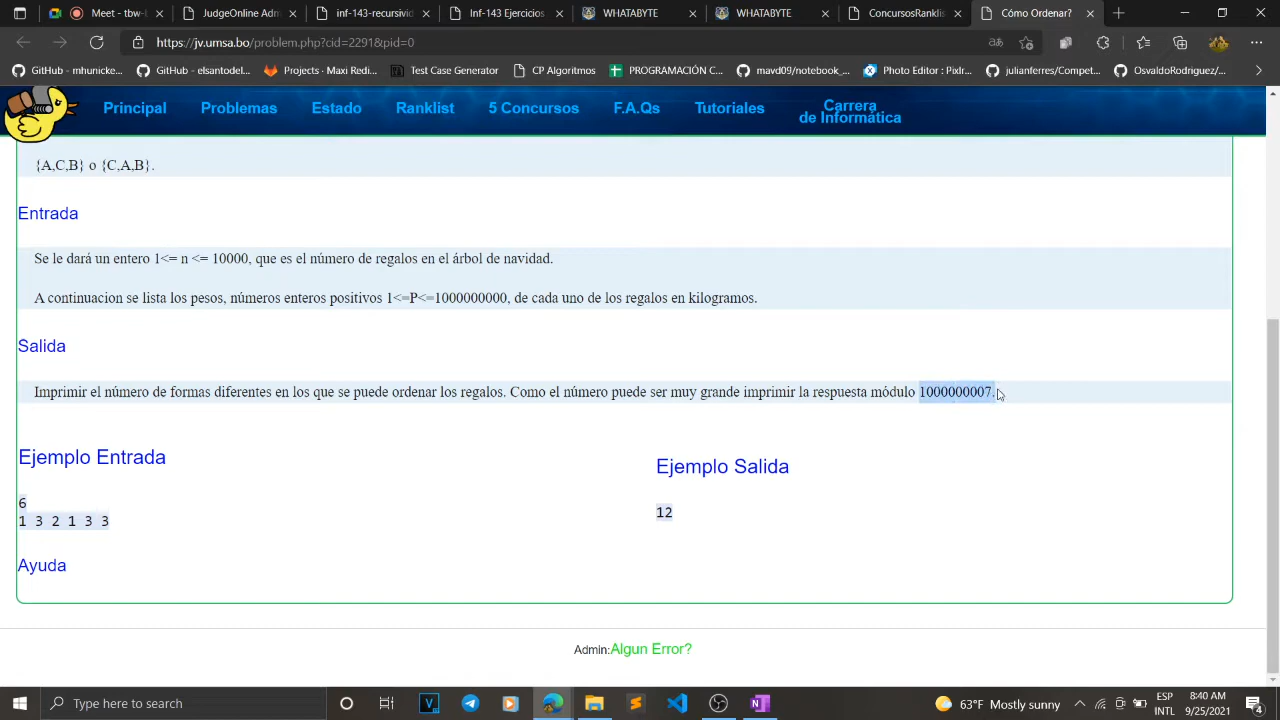 Meet - tbw-
JudgeOnline Adm
inf-143-recursivid
Inf-143 Ejercicios
WHATABYTE
WHATABYTE
ConcursosRanklis
Cómo Ordenar?
https://jv.umsa.bo/problem.php?cid=2291&pid=0
GitHub - mhunicke...
GitHub - elsantodel...
Projects · Maxi Redi...
Test Case Generator
CP Algoritmos
PROGRAMACIÓN C...
mavd09/notebook_...
Photo Editor : Pixlr...
julianferres/Compet...
OsvaldoRodriguez/...
Principal
Problemas
Estado
Ranklist
5 Concursos
F.A.Qs
Tutoriales
Carrera
de Informática
{A,C,B} o {C,A,B}.
Entrada
Se le dará un entero 1<= n <= 10000, que es el número de regalos en el árbol de navidad.
A continuacion se lista los pesos, números enteros positivos 1<=P<=1000000000, de cada uno de los regalos en kilogramos.
Salida
Imprimir el número de formas diferentes en los que se puede ordenar los regalos. Como el número puede ser muy grande imprimir la respuesta módulo 1000000007.
Ejemplo Entrada
Ejemplo Salida
6
1 3 2 1 3 3
12
Ayuda
Admin:Algun Error?
Type here to search
63°F Mostly sunny
ESP
INTL
8:40 AM
9/25/2021
4